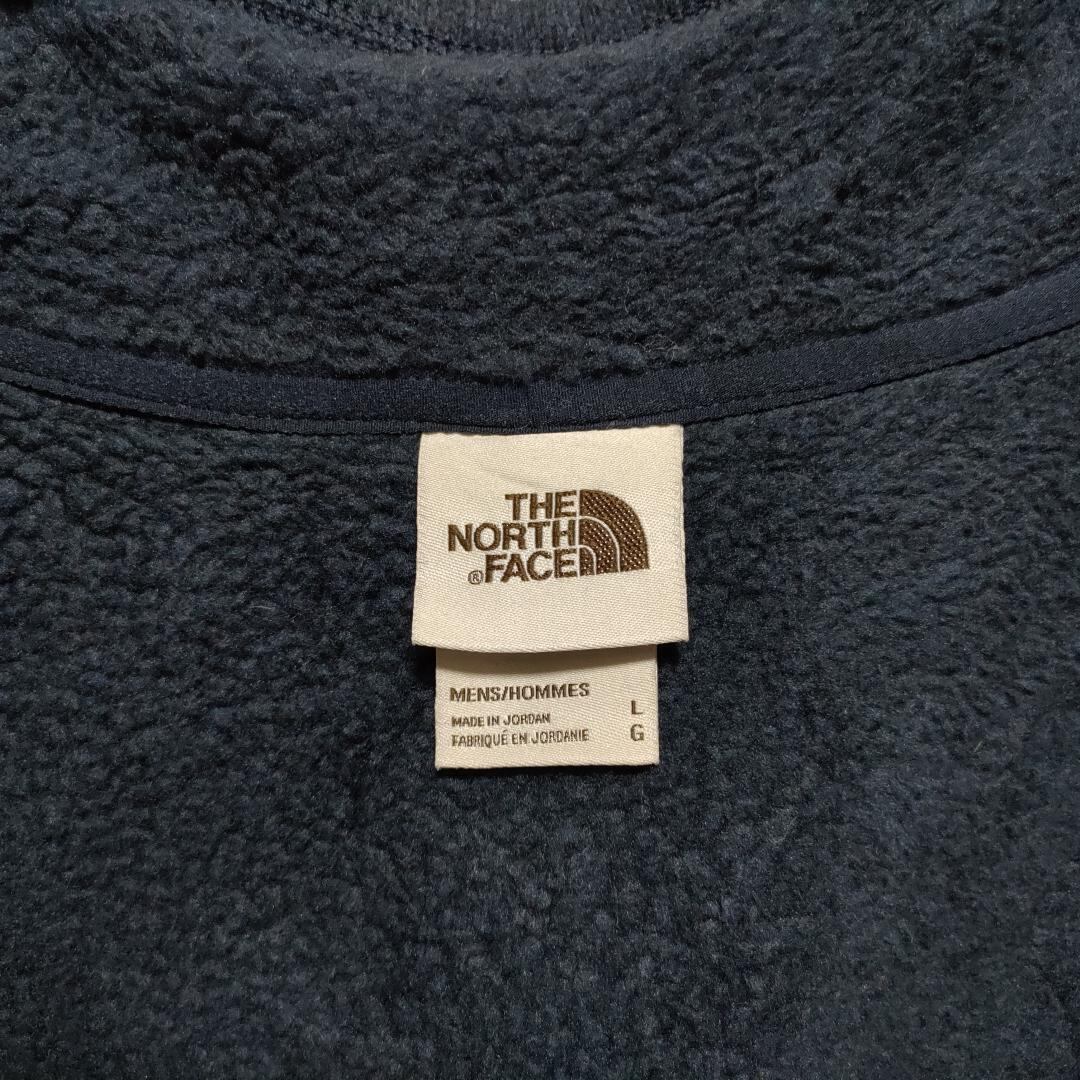 THE
NORTH
®FACE
MENS/HOMMES
MADE IN JORDAN
FABRIQUÉ EN JORDANIE
L
G